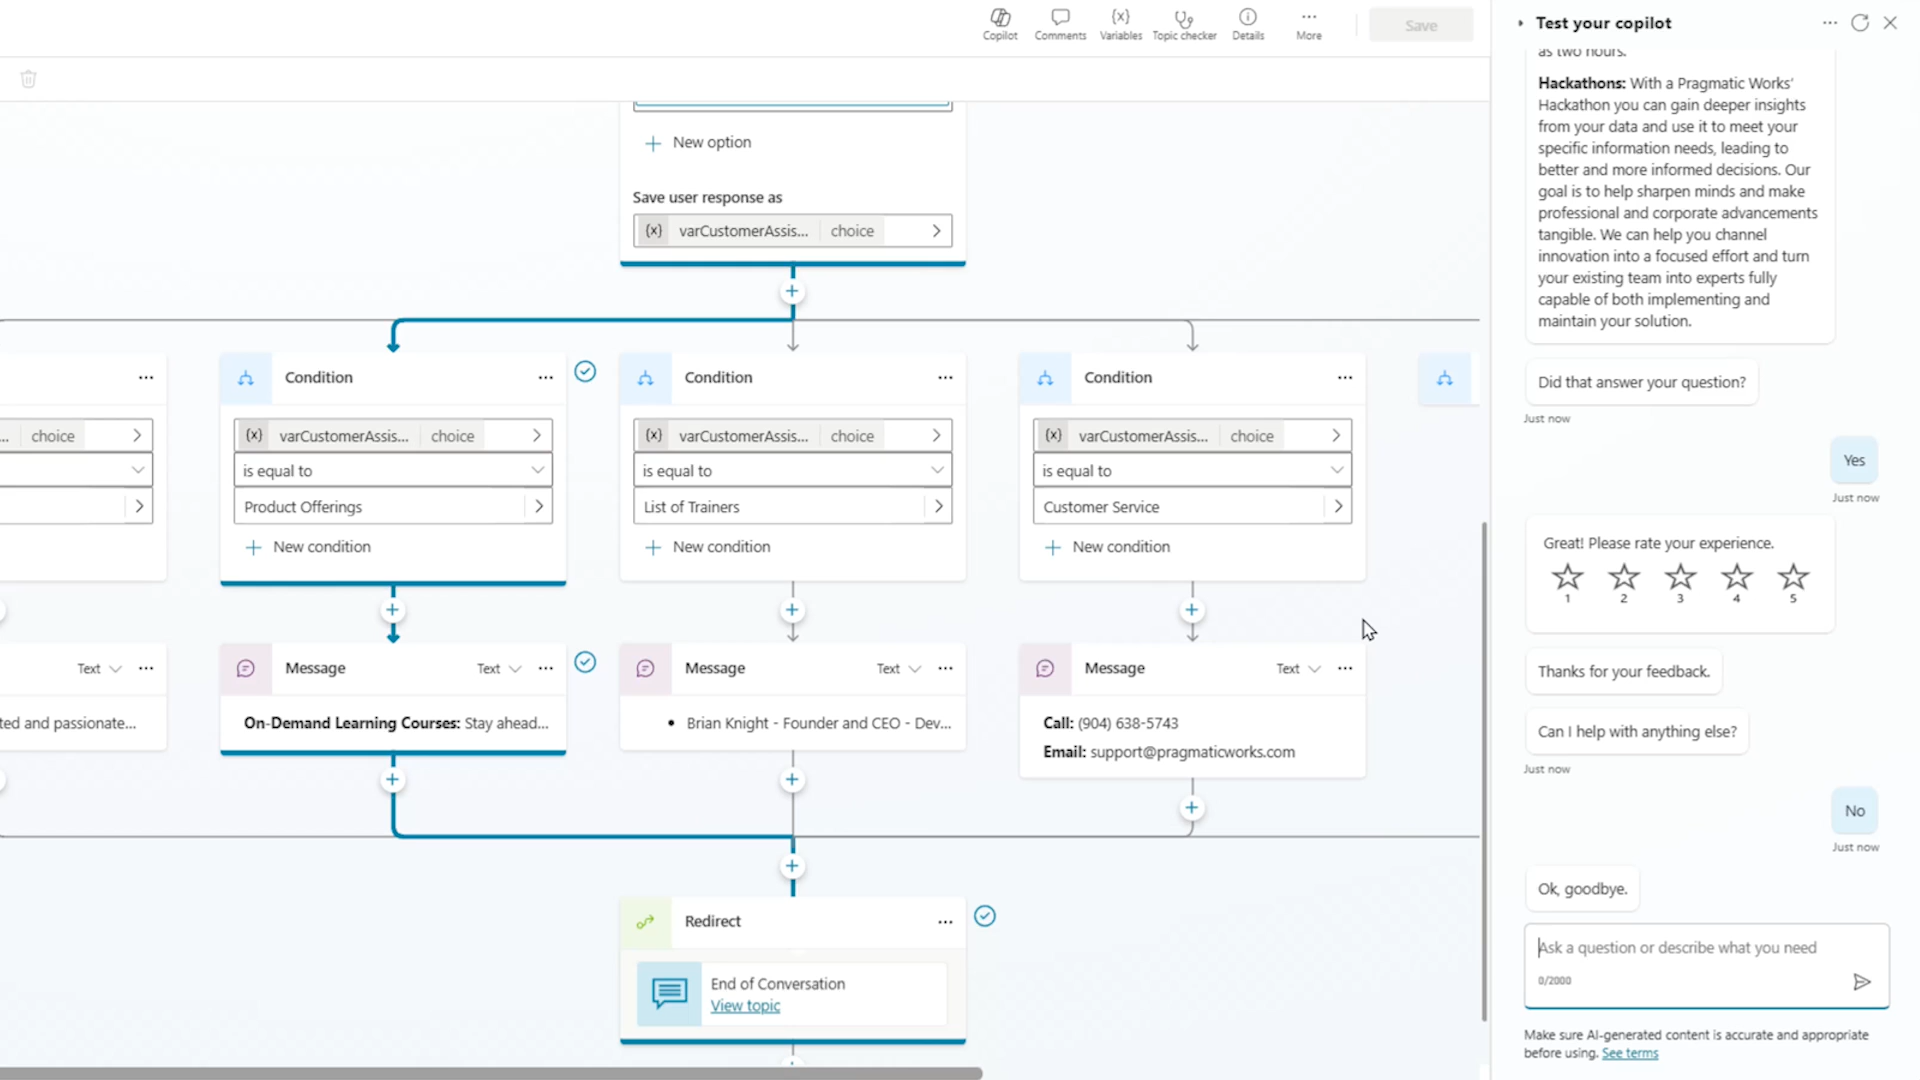 Copilot
Comments
Variables
Topic checker
Details
More
Save
New option
Save user response as
{x} varCustomerAssis... choice
Condition
Condition
Condition
... choice
{x} varCustomerAssis... choice
{x} varCustomerAssis... choice
{x} varCustomerAssis... choice
is equal to
is equal to
is equal to
Product Offerings
List of Trainers
Customer Service
New condition
New condition
New condition
Text
Message Text
Message Text
Message Text
ted and passionate...
On-Demand Learning Courses: Stay ahead...
• Brian Knight - Founder and CEO - Dev...
Call: (904) 638-5743
Email: support@pragmaticworks.com
Redirect
End of Conversation
View topic
Test your copilot
as two hours.
Hackathons: With a Pragmatic Works'
Hackathon you can gain deeper insights
from your data and use it to meet your
specific information needs, leading to
better and more informed decisions. Our
goal is to help sharpen minds and make
professional and corporate advancements
tangible. We can help you channel
innovation into a focused effort and turn
your existing team into experts fully
capable of both implementing and
maintain your solution.
Did that answer your question?
Just now
Yes
Just now
Great! Please rate your experience.
1 2 3 4 5
Thanks for your feedback.
Can I help with anything else?
Just now
No
Just now
Ok, goodbye.
Ask a question or describe what you need
0/2000
Make sure AI-generated content is accurate and appropriate
before using. See terms